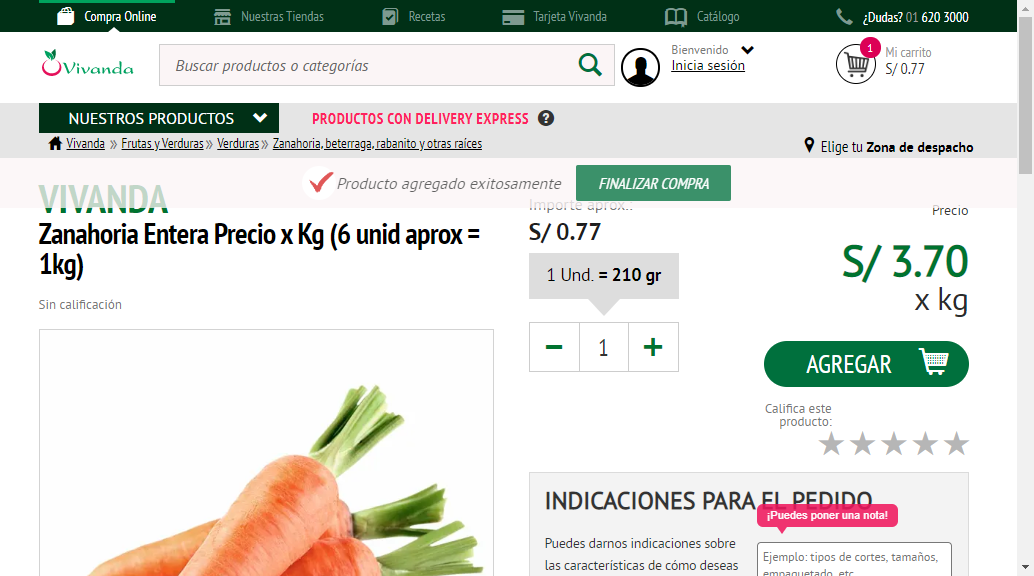 Compra Online
Nuestras Tiendas
Recetas
Tarjeta Vivanda
Catálogo
¿Dudas? 01 620 3000
Vivanda
Buscar productos o categorías
Bienvenido
Inicia sesión
1
Mi carrito
S/ 0.77
NUESTROS PRODUCTOS
PRODUCTOS CON DELIVERY EXPRESS ?
Vivanda » Frutas y Verduras » Verduras » Zanahoria, beterraga, rabanito y otras raíces
Elige tu Zona de despacho
Producto agregado exitosamente
FINALIZAR COMPRA
VIVANDA
Zanahoria Entera Precio x Kg (6 unid aprox =
1kg)
Sin calificación
Importe aprox.:
S/ 0.77
1 Und. = 210 gr
− 1 +
Precio
S/ 3.70
x kg
AGREGAR
Califica este
producto:
INDICACIONES PARA EL PEDIDO
¡Puedes poner una nota!
Puedes darnos indicaciones sobre
las características de cómo deseas
Ejemplo: tipos de cortes, tamaños,
empaquetado, etc